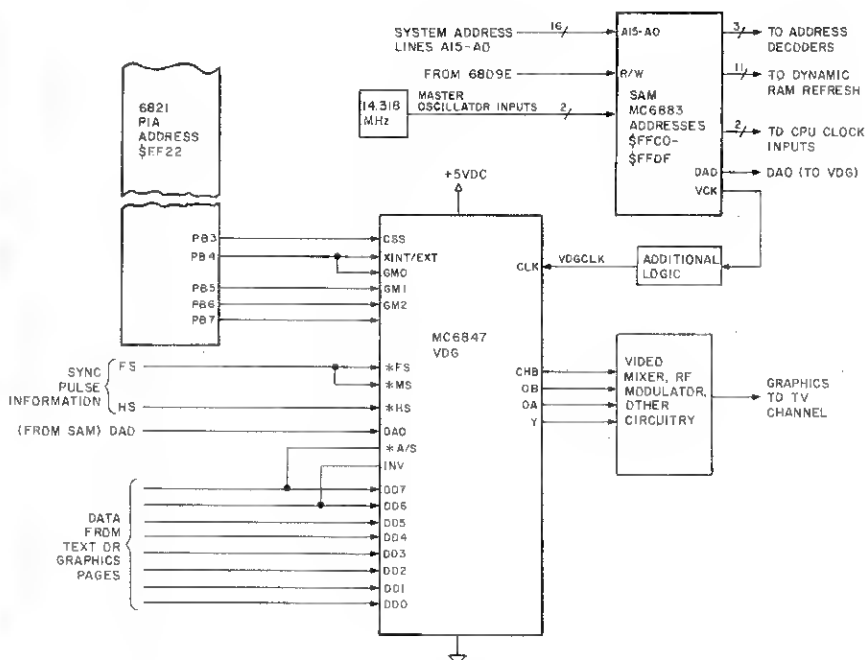 SYSTEM ADDRESS
LINES A15-A0
16
A15-A0
3
TO ADDRESS
DECODERS
FROM 6809E
R/W
11
TO DYNAMIC
RAM REFRESH
14.318
MHz
MASTER
OSCILLATOR INPUTS
2
SAM
MC6883
ADDRESSES
$FFC0-
$FFDF
2
TO CPU CLOCK
INPUTS
DAD
DAO (TO VDG)
VCK
6821
PIA
ADDRESS
$FF22
+5VDC
PB3
CSS
PB4
XINT/EXT
GM0
PB5
GM1
PB6
GM2
PB7
CLK
VDGCLK
ADDITIONAL
LOGIC
MC6847
VDG
SYNC
PULSE
INFORMATION
FS
*FS
*MS
HS
*HS
(FROM SAM) DAO
DAO
*A/S
INV
CHB
OB
OA
Y
VIDEO
MIXER, RF
MODULATOR,
OTHER
CIRCUITRY
GRAPHICS
TO TV
CHANNEL
DATA
FROM
TEXT OR
GRAPHICS
PAGES
DD7
DD6
DD5
DD4
DD3
DD2
DD1
DD0